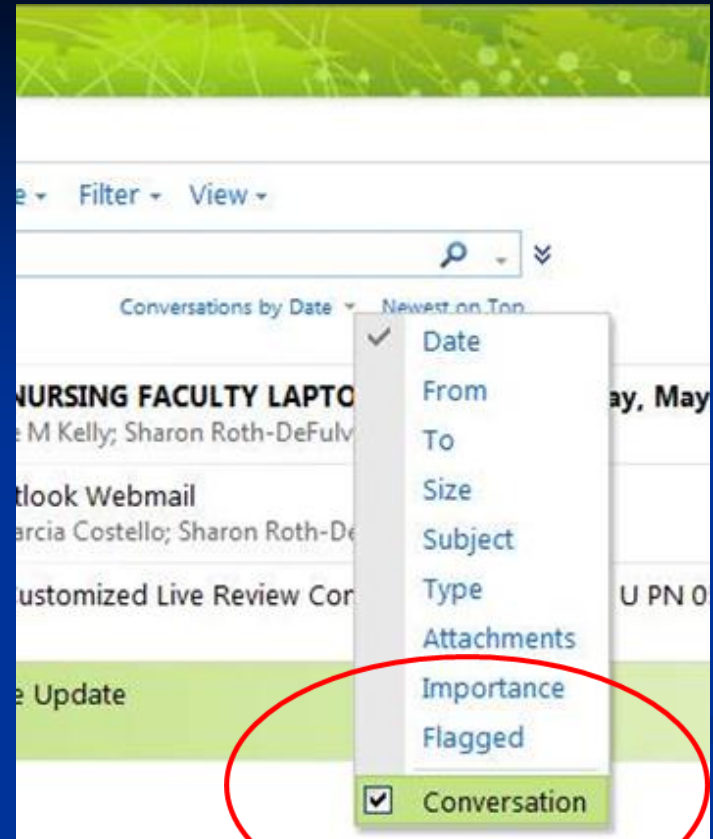 Filter View
Conversations by Date Newest on Top
Date
NURSING FACULTY LAPTO ay, May
From
e M Kelly; Sharon Roth-DeFulv
To
tlook Webmail
Size
arcia Costello; Sharon Roth-De
Subject
ustomized Live Review Con U PN 0
Type
Attachments
e Update
Importance
Flagged
Conversation